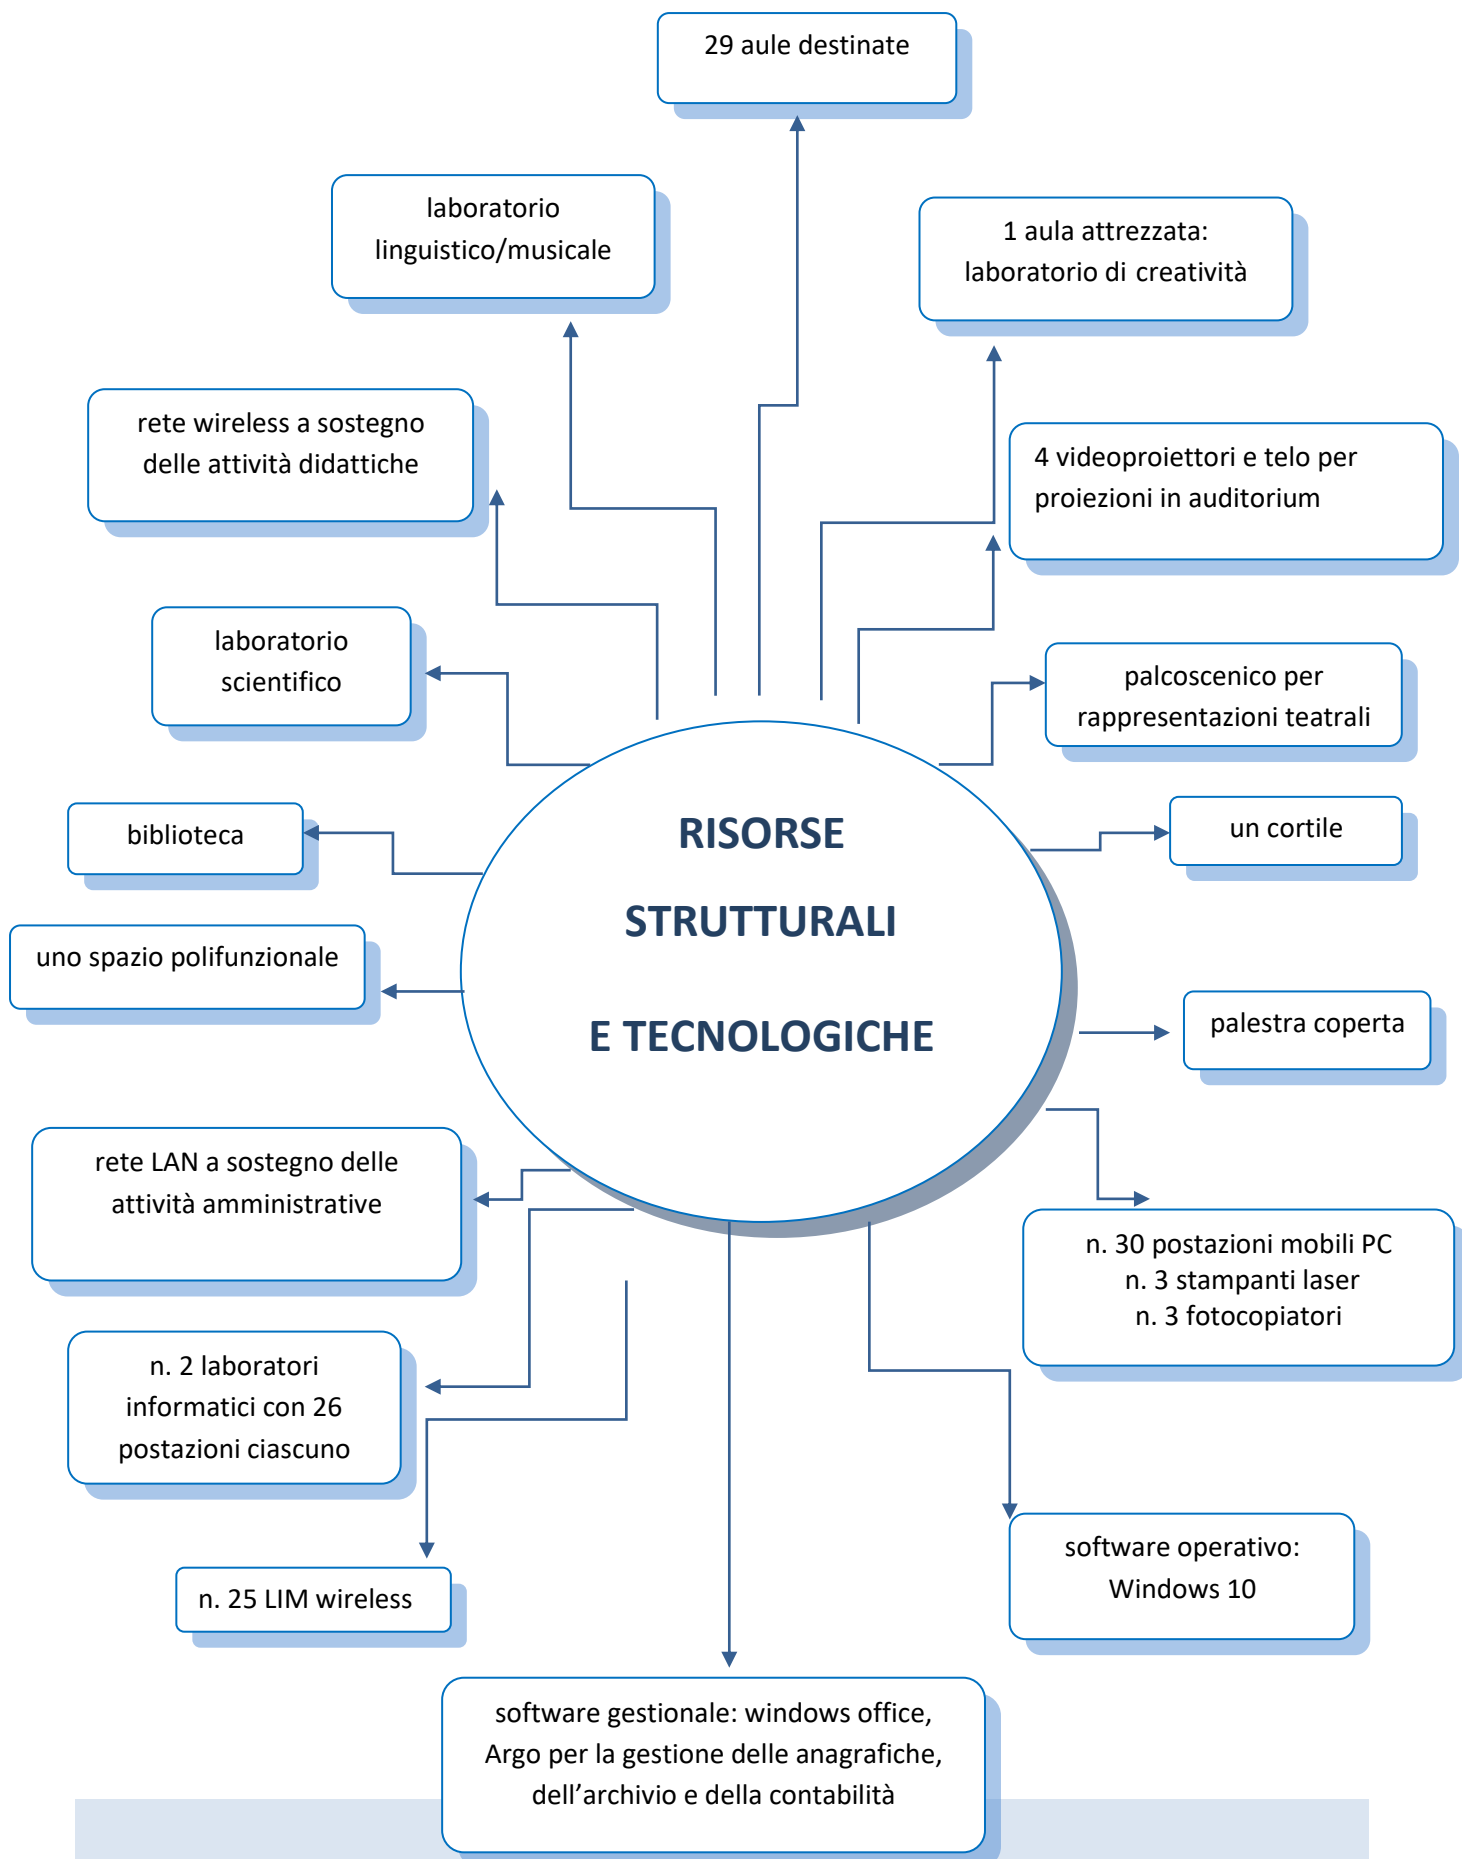 29 aule destinate
laboratorio
linguistico/musicale
1 aula attrezzata:
laboratorio di creatività
rete wireless a sostegno
delle attività didattiche
4 videoproiettori e telo per
proiezioni in auditorium
laboratorio
scientifico
palcoscenico per
rappresentazioni teatrali
biblioteca
un cortile
RISORSE
STRUTTURALI
E TECNOLOGICHE
uno spazio polifunzionale
palestra coperta
rete LAN a sostegno delle
attività amministrative
n. 30 postazioni mobili PC
n. 3 stampanti laser
n. 3 fotocopiatori
n. 2 laboratori
informatici con 26
postazioni ciascuno
software operativo:
Windows 10
n. 25 LIM wireless
software gestionale: windows office,
Argo per la gestione delle anagrafiche,
dell’archivio e della contabilità